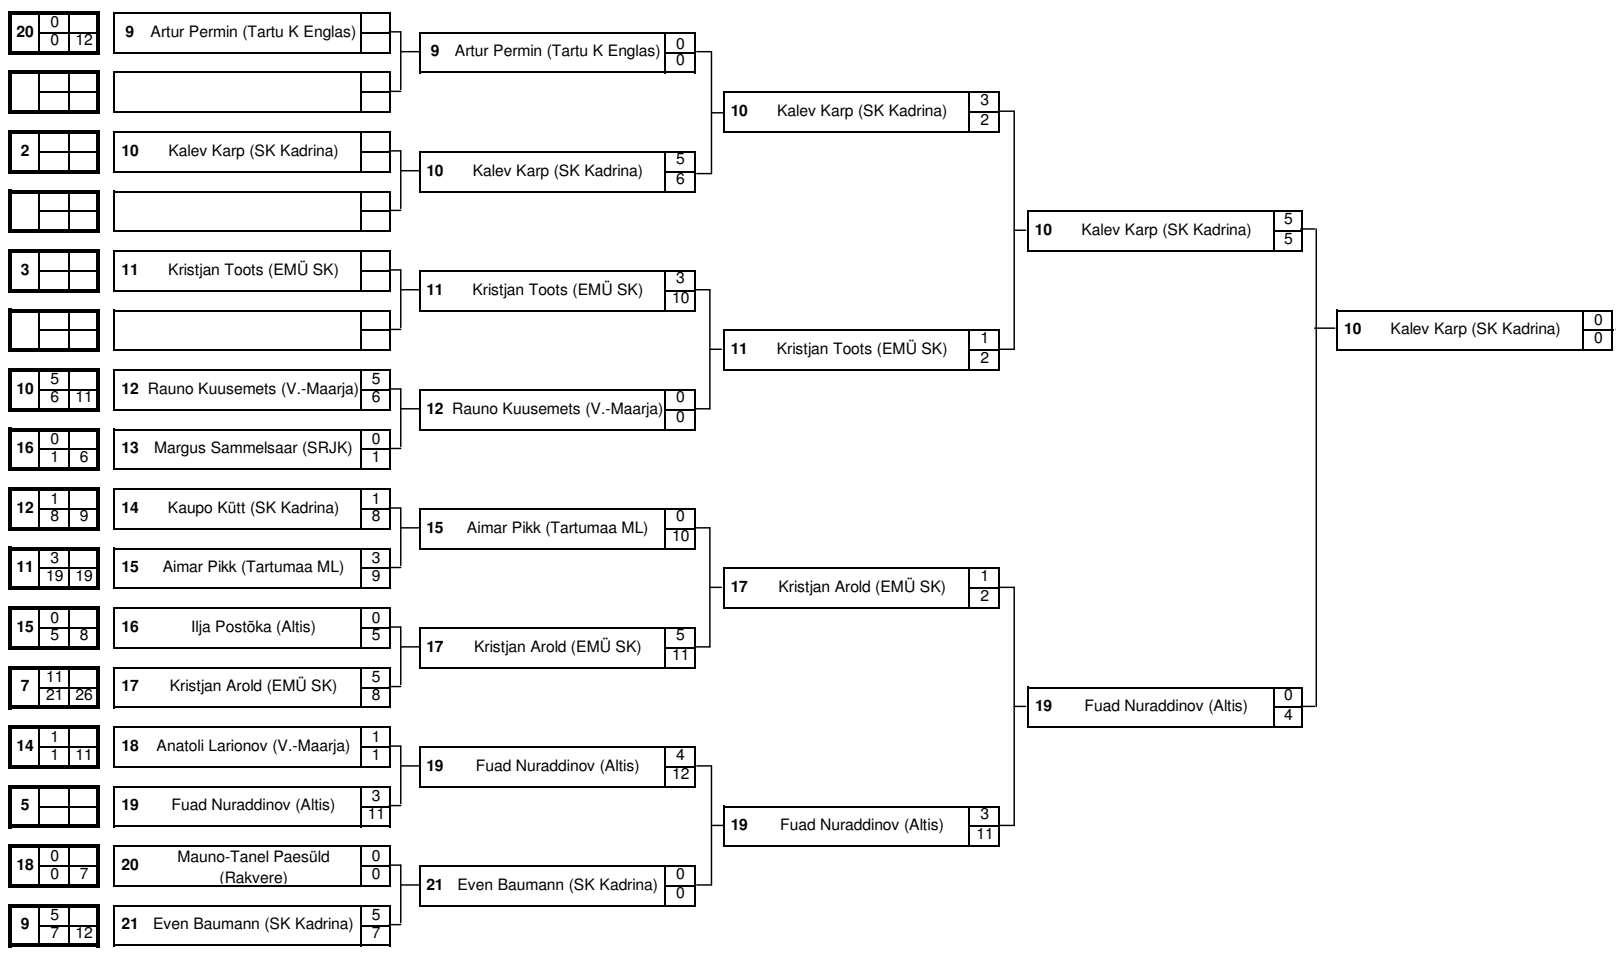 20 0 0 12
9 Artur Permin (Tartu K Englas)
9 Artur Permin (Tartu K Englas) 0 0
10 Kalev Karp (SK Kadrina) 3 2
2
10 Kalev Karp (SK Kadrina)
10 Kalev Karp (SK Kadrina) 5 6
10 Kalev Karp (SK Kadrina) 5 5
3
11 Kristjan Toots (EMÜ SK)
11 Kristjan Toots (EMÜ SK) 3 10
10 Kalev Karp (SK Kadrina) 0 0
11 Kristjan Toots (EMÜ SK) 1 2
10 5 6 11
12 Rauno Kuusemets (V.-Maarja) 5 6
12 Rauno Kuusemets (V.-Maarja) 0 0
16 0 1 6
13 Margus Sammelsaar (SRJK) 0 1
12 1 8 9
14 Kaupo Kütt (SK Kadrina) 1 8
15 Aimar Pikk (Tartumaa ML) 0 10
11 3 19 19
15 Aimar Pikk (Tartumaa ML) 3 9
17 Kristjan Arold (EMÜ SK) 1 2
15 0 5 8
16 Ilja Postõka (Altis) 0 5
17 Kristjan Arold (EMÜ SK) 5 11
7 11 21 26
17 Kristjan Arold (EMÜ SK) 5 8
19 Fuad Nuraddinov (Altis) 0 4
14 1 1 11
18 Anatoli Larionov (V.-Maarja) 1 1
19 Fuad Nuraddinov (Altis) 4 12
5
19 Fuad Nuraddinov (Altis) 3 11
19 Fuad Nuraddinov (Altis) 3 11
18 0 0 7
20 Mauno-Tanel Paesüld
(Rakvere) 0 0
21 Even Baumann (SK Kadrina) 0 0
9 5 7 12
21 Even Baumann (SK Kadrina) 5 7